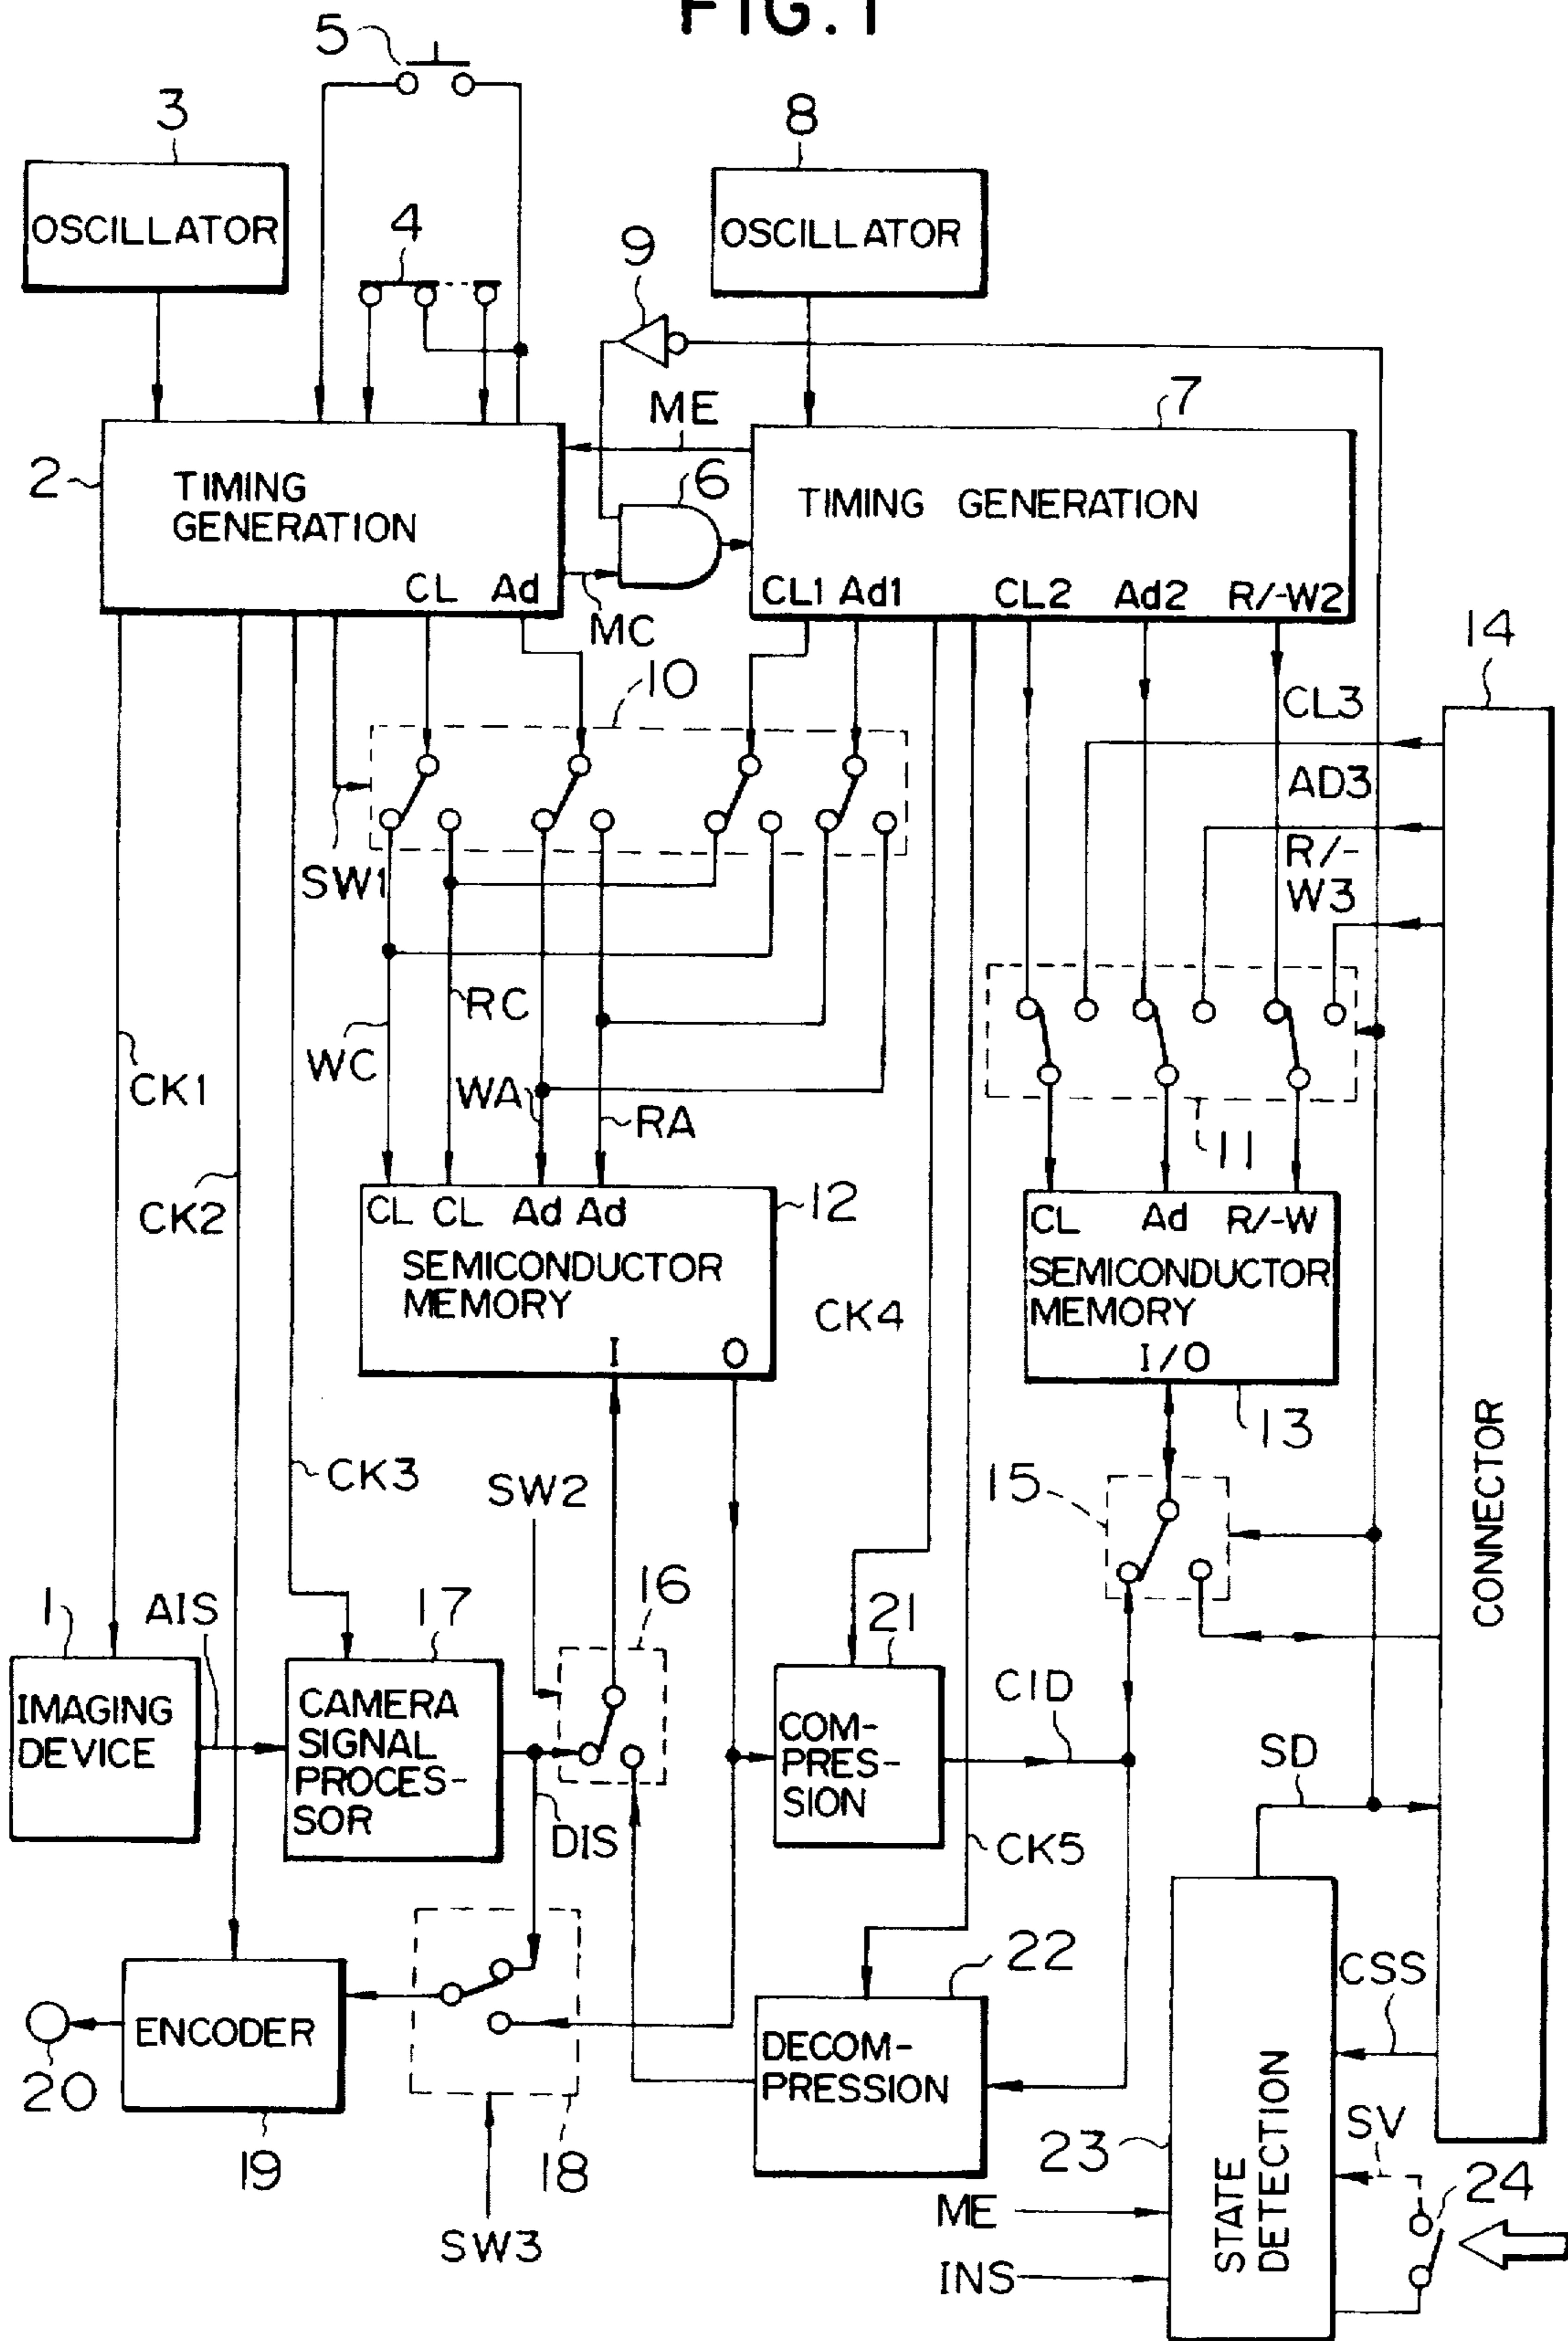 FIG. 1
5
3
8
OSCILLATOR
4
9
OSCILLATOR
ME
7
2
TIMING
GENERATION
6
TIMING GENERATION
CL Ad
MC
CL1 Ad1 CL2 Ad2 R/-W2
14
10
CL3
AD3
SW1
R/-
W3
RC
WC
CK1
WA
RA
11
CK2
CL CL Ad Ad
12
CL Ad R/-W
SEMICONDUCTOR
MEMORY
SEMICONDUCTOR
MEMORY
CK4
I O
I/O
13
CONNECTOR
CK3
SW2
15
1
AIS
17
16
21
IMAGING
DEVICE
CAMERA
SIGNAL
PROCES-
SOR
CID
COM-
PRES-
SION
SD
DIS
CK5
22
CSS
ENCODER
DECOM-
PRESSION
20
19
18
SV
23
24
ME
STATE
DETECTION
SW3
INS